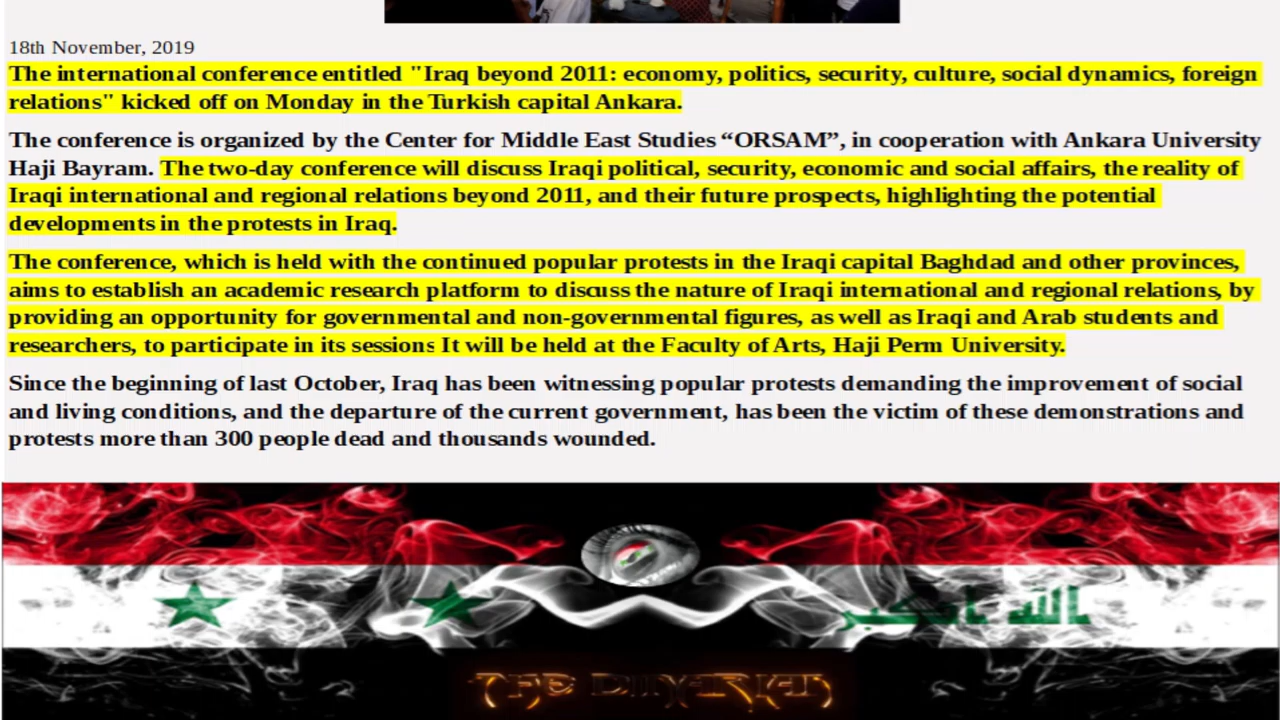 18th November, 2019
The international conference entitled "Iraq beyond 2011: economy, politics, security, culture, social dynamics, foreign
relations" kicked off on Monday in the Turkish capital Ankara.
The conference is organized by the Center for Middle East Studies “ORSAM”, in cooperation with Ankara University
Haji Bayram. The two-day conference will discuss Iraqi political, security, economic and social affairs, the reality of
Iraqi international and regional relations beyond 2011, and their future prospects, highlighting the potential
developments in the protests in Iraq.
The conference, which is held with the continued popular protests in the Iraqi capital Baghdad and other provinces,
aims to establish an academic research platform to discuss the nature of Iraqi international and regional relations, by
providing an opportunity for governmental and non-governmental figures, as well as Iraqi and Arab students and
researchers, to participate in its sessions It will be held at the Faculty of Arts, Haji Perm University.
Since the beginning of last October, Iraq has been witnessing popular protests demanding the improvement of social
and living conditions, and the departure of the current government, has been the victim of these demonstrations and
protests more than 300 people dead and thousands wounded.
الله اكبر
THE DINARIAN